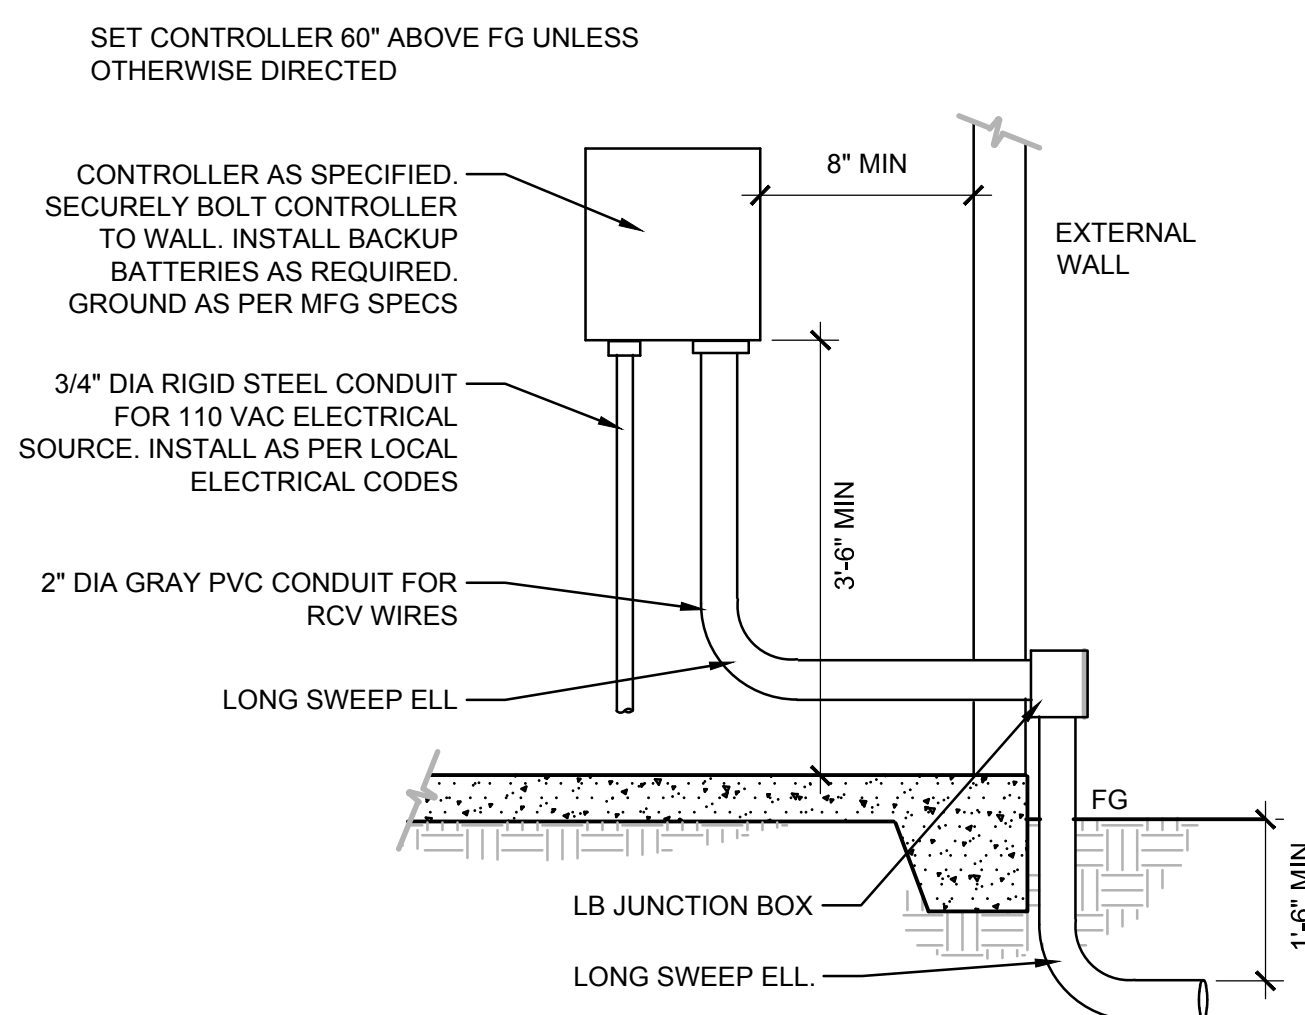 SET CONTROLLER 60" ABOVE FG UNLESS
OTHERWISE DIRECTED
CONTROLLER AS SPECIFIED.
SECURELY BOLT CONTROLLER
TO WALL. INSTALL BACKUP
BATTERIES AS REQUIRED.
GROUND AS PER MFG SPECS
8" MIN
EXTERNAL
WALL
3/4" DIA RIGID STEEL CONDUIT
FOR 110 VAC ELECTRICAL
SOURCE. INSTALL AS PER LOCAL
ELECTRICAL CODES
3'-6" MIN
2" DIA GRAY PVC CONDUIT FOR
RCV WIRES
LONG SWEEP ELL
FG
1'-6" MIN
LB JUNCTION BOX
LONG SWEEP ELL.